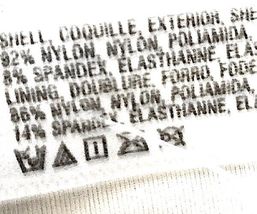 SHELL, COQUILLE, EXTERIOR, SHE
92% NYLON, NYLON, POLIAMIDA,
8% SPANDEX, ELASTHANNE, ELAS
LINING, DOUBLURE, FORRO, FODE
86% NYLON, NYLON, POLIAMIDA,
14% SPANDEX, ELASTHANNE, ELAS